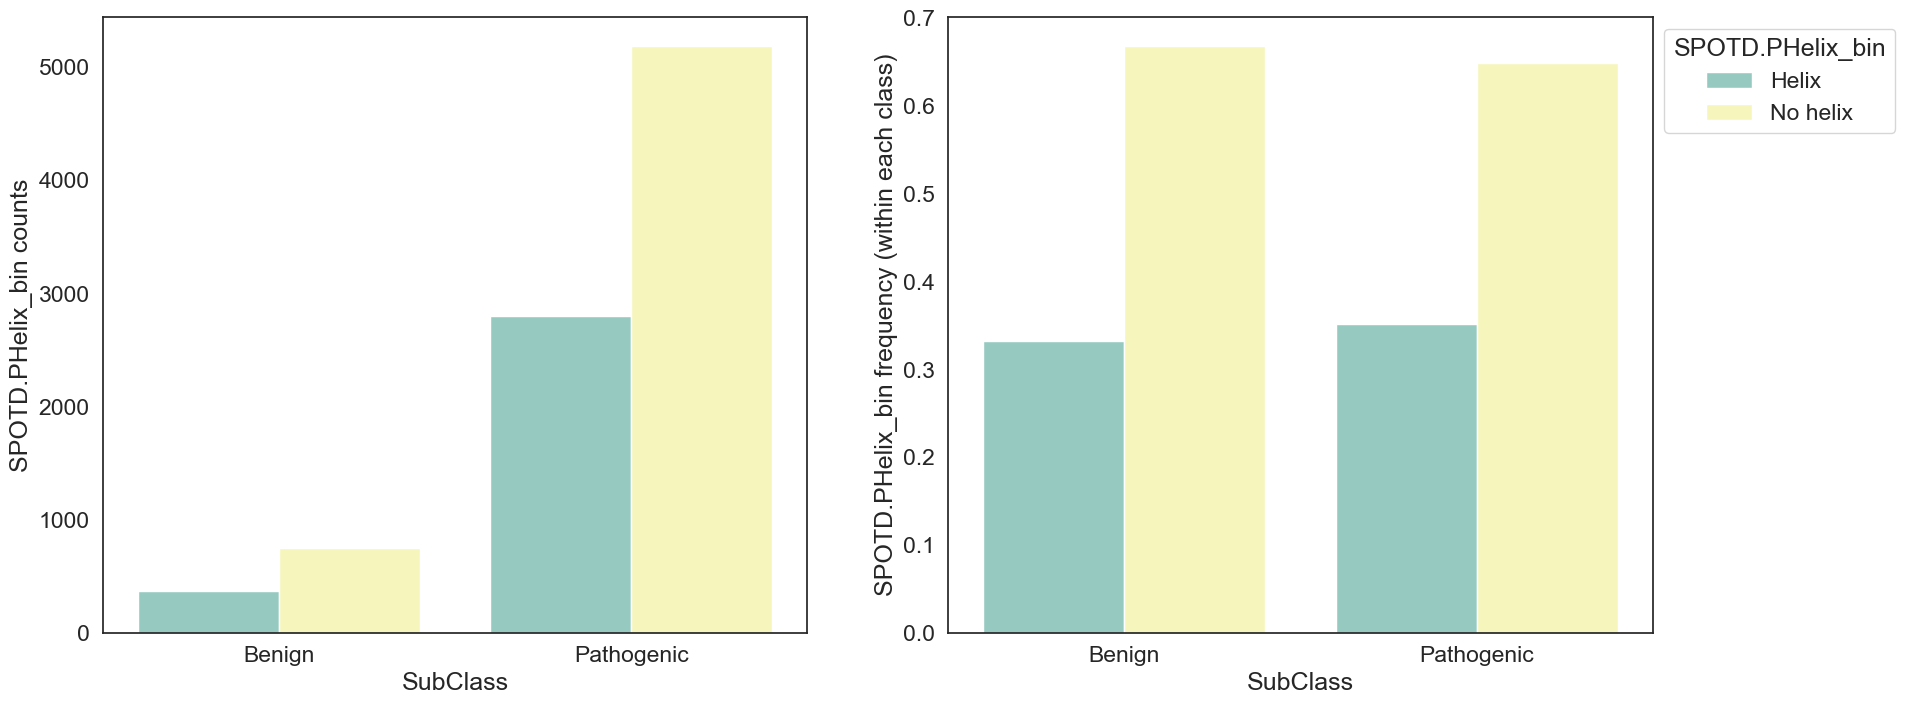 SPOTD.PHelix_bin counts
5000
4000
3000
2000
1000
0
Benign
Pathogenic
SubClass
SPOTD.PHelix_bin frequency (within each class)
0.7
0.6
0.5
0.4
0.3
0.2
0.1
0.0
Benign
Pathogenic
SubClass
SPOTD.PHelix_bin
Helix
No helix